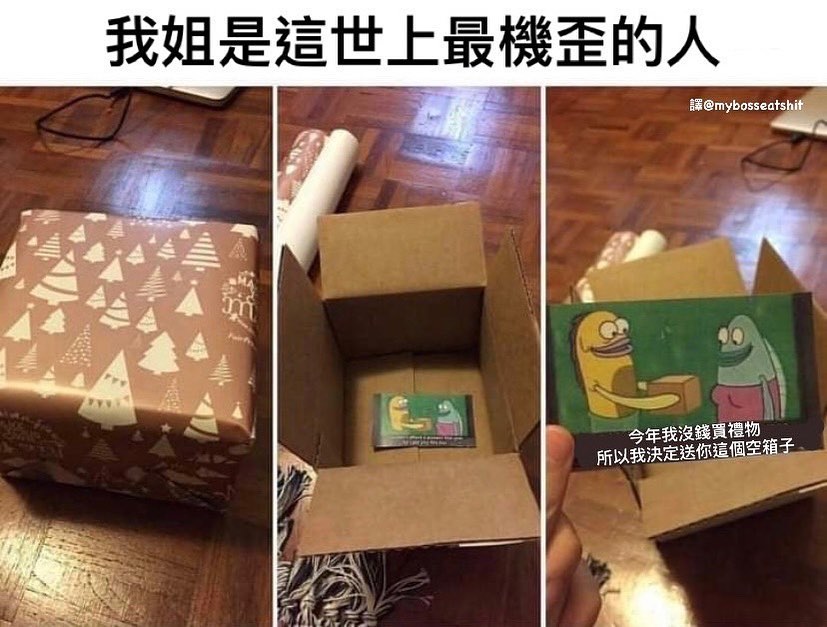 我姐是這世上最機歪的人
譯@mybosseatshit
今年我沒錢買禮物
所以我決定送你這個空箱子